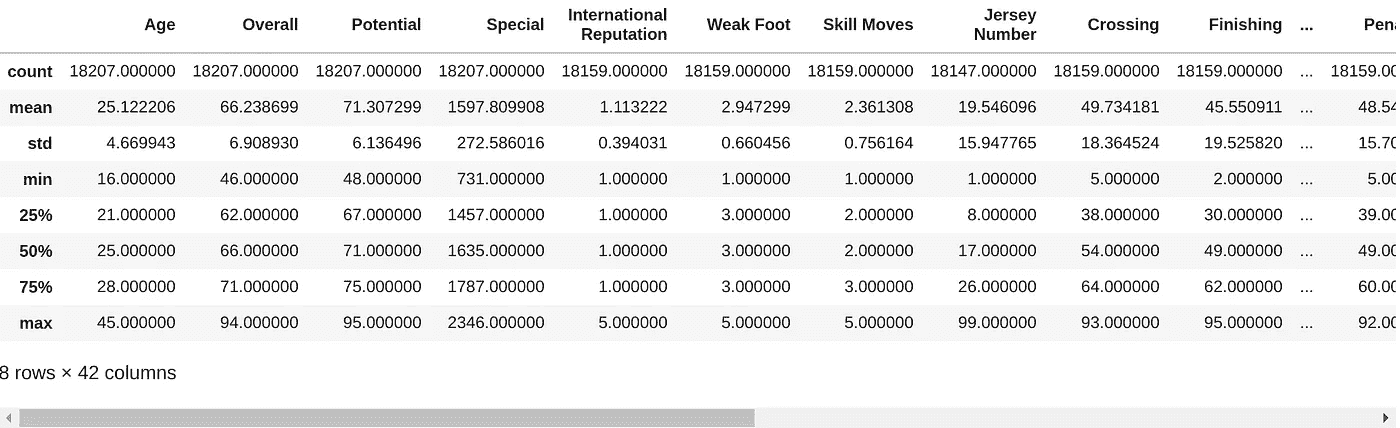 Age Overall Potential Special International Reputation Weak Foot Skill Moves Jersey Number Crossing Finishing ...
count 18207.000000 18207.000000 18207.000000 18207.000000 18159.000000 18159.000000 18159.000000 18147.000000 18159.000000 18159.000000 ... 18159.00
mean 25.122206 66.238699 71.307299 1597.809908 1.113222 2.947299 2.361308 19.546096 49.734181 45.550911 ... 48.54
std 4.669943 6.908930 6.136496 272.586016 0.394031 0.660456 0.756164 15.947765 18.364524 19.525820 ... 15.70
min 16.000000 46.000000 48.000000 731.000000 1.000000 1.000000 1.000000 1.000000 5.000000 2.000000 ... 5.00
25% 21.000000 62.000000 67.000000 1457.000000 1.000000 3.000000 2.000000 8.000000 38.000000 30.000000 ... 39.00
50% 25.000000 66.000000 71.000000 1635.000000 1.000000 3.000000 2.000000 17.000000 54.000000 49.000000 ... 49.00
75% 28.000000 71.000000 75.000000 1787.000000 1.000000 3.000000 3.000000 26.000000 64.000000 62.000000 ... 60.00
max 45.000000 94.000000 95.000000 2346.000000 5.000000 5.000000 5.000000 99.000000 93.000000 95.000000 ... 92.00
8 rows × 42 columns